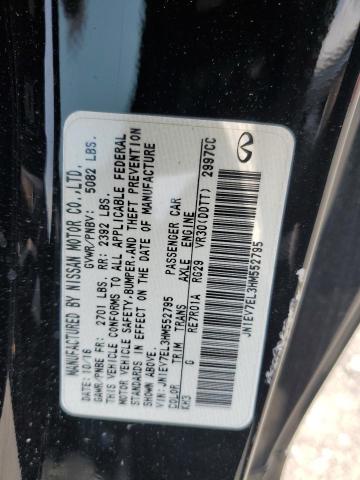 MANUFACTURED BY NISSAN MOTOR CO.,LTD.
DATE: 10/16 GVWR/PNBV: 5082 LBS.
GAWR/PNBE FR: 2701 LBS. RR: 2392 LBS.
THIS VEHICLE CONFORMS TO ALL APPLICABLE FEDERAL
MOTOR VEHICLE SAFETY,BUMPER,AND THEFT PREVENTION
STANDARDS IN EFFECT ON THE DATE OF MANUFACTURE
SHOWN ABOVE.
VIN: JN1EV7EL3HM552795 PASSENGER CAR
COLOR TRIM TRANS AXLE ENGINE
KH3 G RE7R01A RG29 VR30(DDTT) 2997CC
JN1EV7EL3HM552795